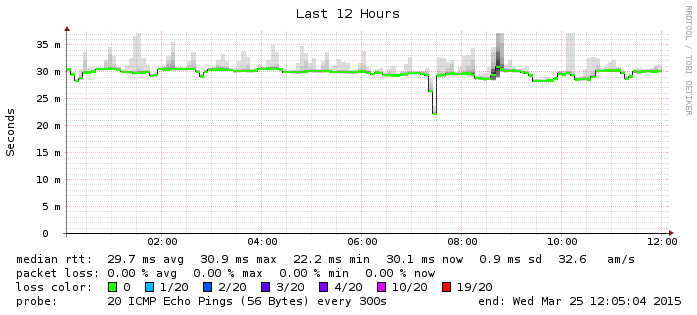 Last 12 Hours
RRDTOOL / TOBI OETIKER
Seconds
35 m
30 m
25 m
20 m
15 m
10 m
5 m
0
02:00 04:00 06:00 08:00 10:00 12:00
median rtt: 29.7 ms avg 30.9 ms max 22.2 ms min 30.1 ms now 0.9 ms sd 32.6 am/s
packet loss: 0.00 % avg 0.00 % max 0.00 % min 0.00 % now
loss color: 0 1/20 2/20 3/20 4/20 10/20 19/20
probe: 20 ICMP Echo Pings (56 Bytes) every 300s end: Wed Mar 25 12:05:04 2015